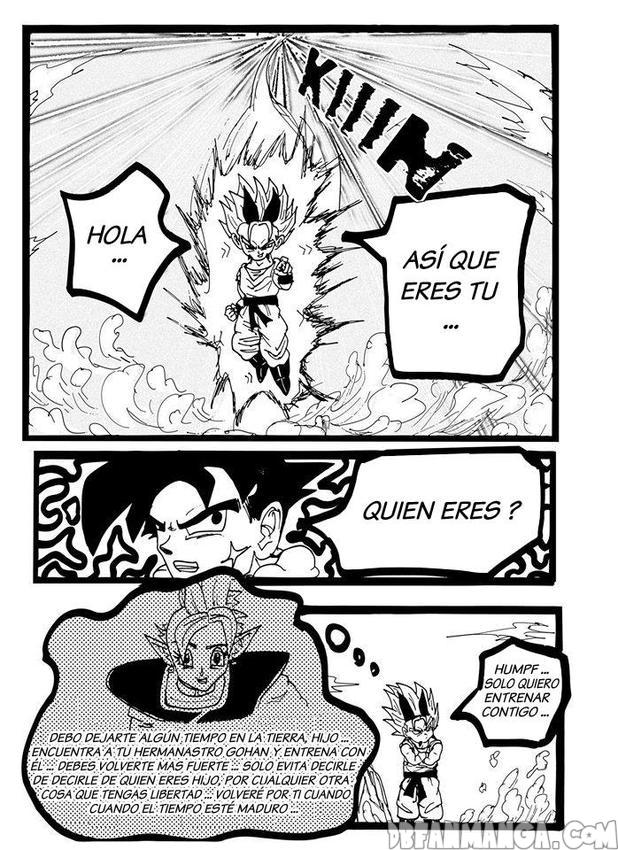 KIIIN
HOLA
...
ASÍ QUE
ERES TU
...
QUIEN ERES ?
DEBO DEJARTE ALGÚN TIEMPO EN LA TIERRA, HIJO ...
ENCUENTRA A TU HERMANASTRO GOHAN Y ENTRENA CON
ÉL ... DEBES VOLVERTE MAS FUERTE ... SOLO EVITA DECIRLE
DE DECIRLE DE QUIEN ERES HIJO, POR CUALQUIER OTRA
COSA QUE TENGAS LIBERTAD ... VOLVERÉ POR TI CUANDO
CUANDO EL TIEMPO ESTÉ MADURO ...
HUMPF ...
SOLO QUIERO
ENTRENAR
CONTIGO ...
DBFANMANGA.COM